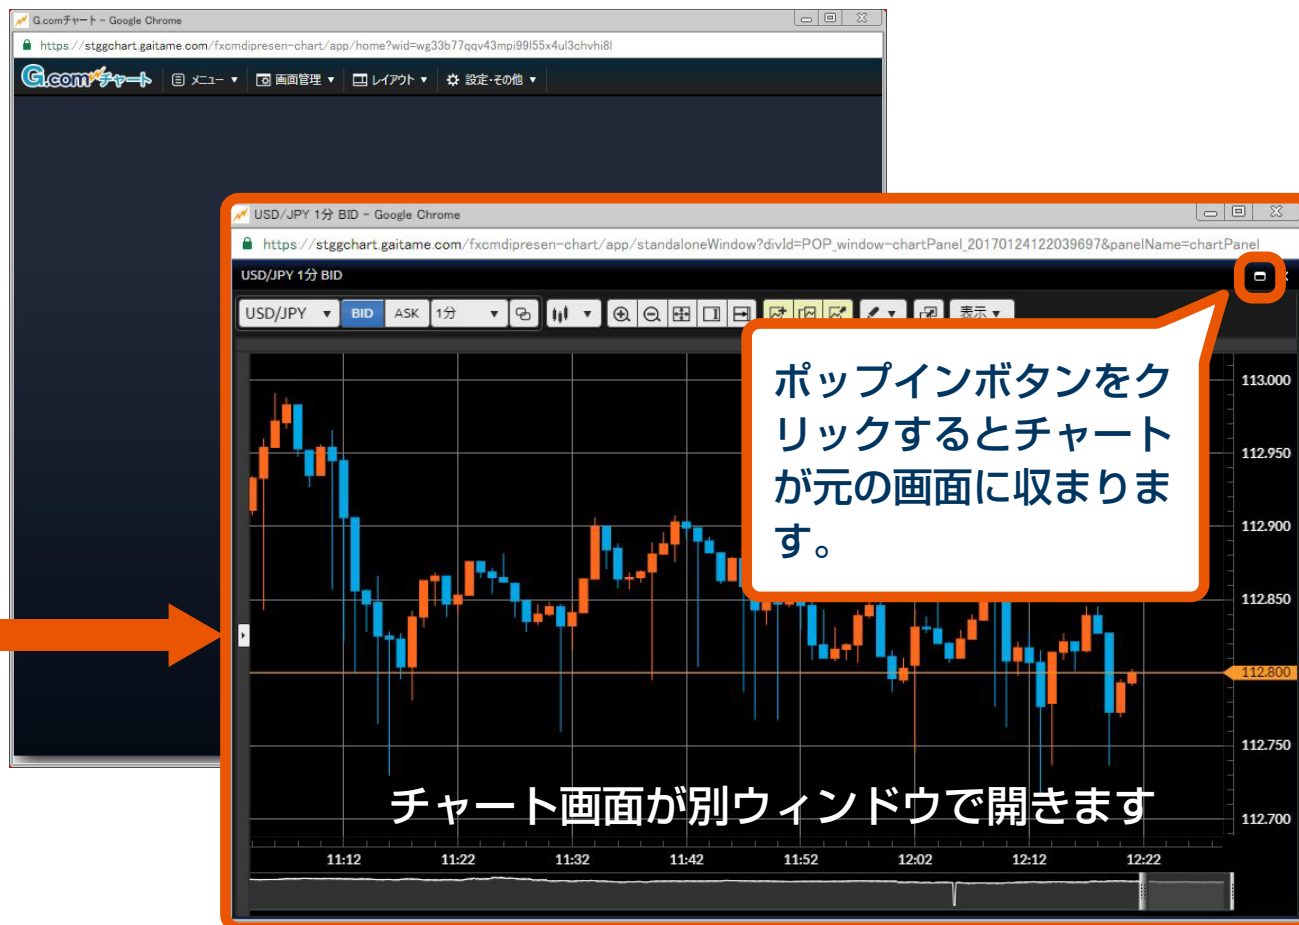 G.comチャート - Google Chrome
https://stggchart.gaitame.com/fxcmdipresen-chart/app/home?wid=wg33b77qqv43mpi99l55x4ul3chvhi8l
G.comチャート メニュー ▼ 画面管理 ▼ レイアウト ▼ 設定・その他 ▼
USD/JPY 1分 BID - Google Chrome
https://stggchart.gaitame.com/fxcmdipresen-chart/app/standaloneWindow?divId=POP_window-chartPanel_20170124122039697&panelName=chartPanel
USD/JPY 1分 BID
USD/JPY ▼ BID ASK 1分 ▼ ▼ ▼ 表示 ▼
ポップインボタンをク
リックするとチャート
が元の画面に収まりま
す。
113.000
112.950
112.900
112.850
112.800
112.750
112.700
チャート画面が別ウィンドウで開きます
11:12 11:22 11:32 11:42 11:52 12:02 12:12 12:22